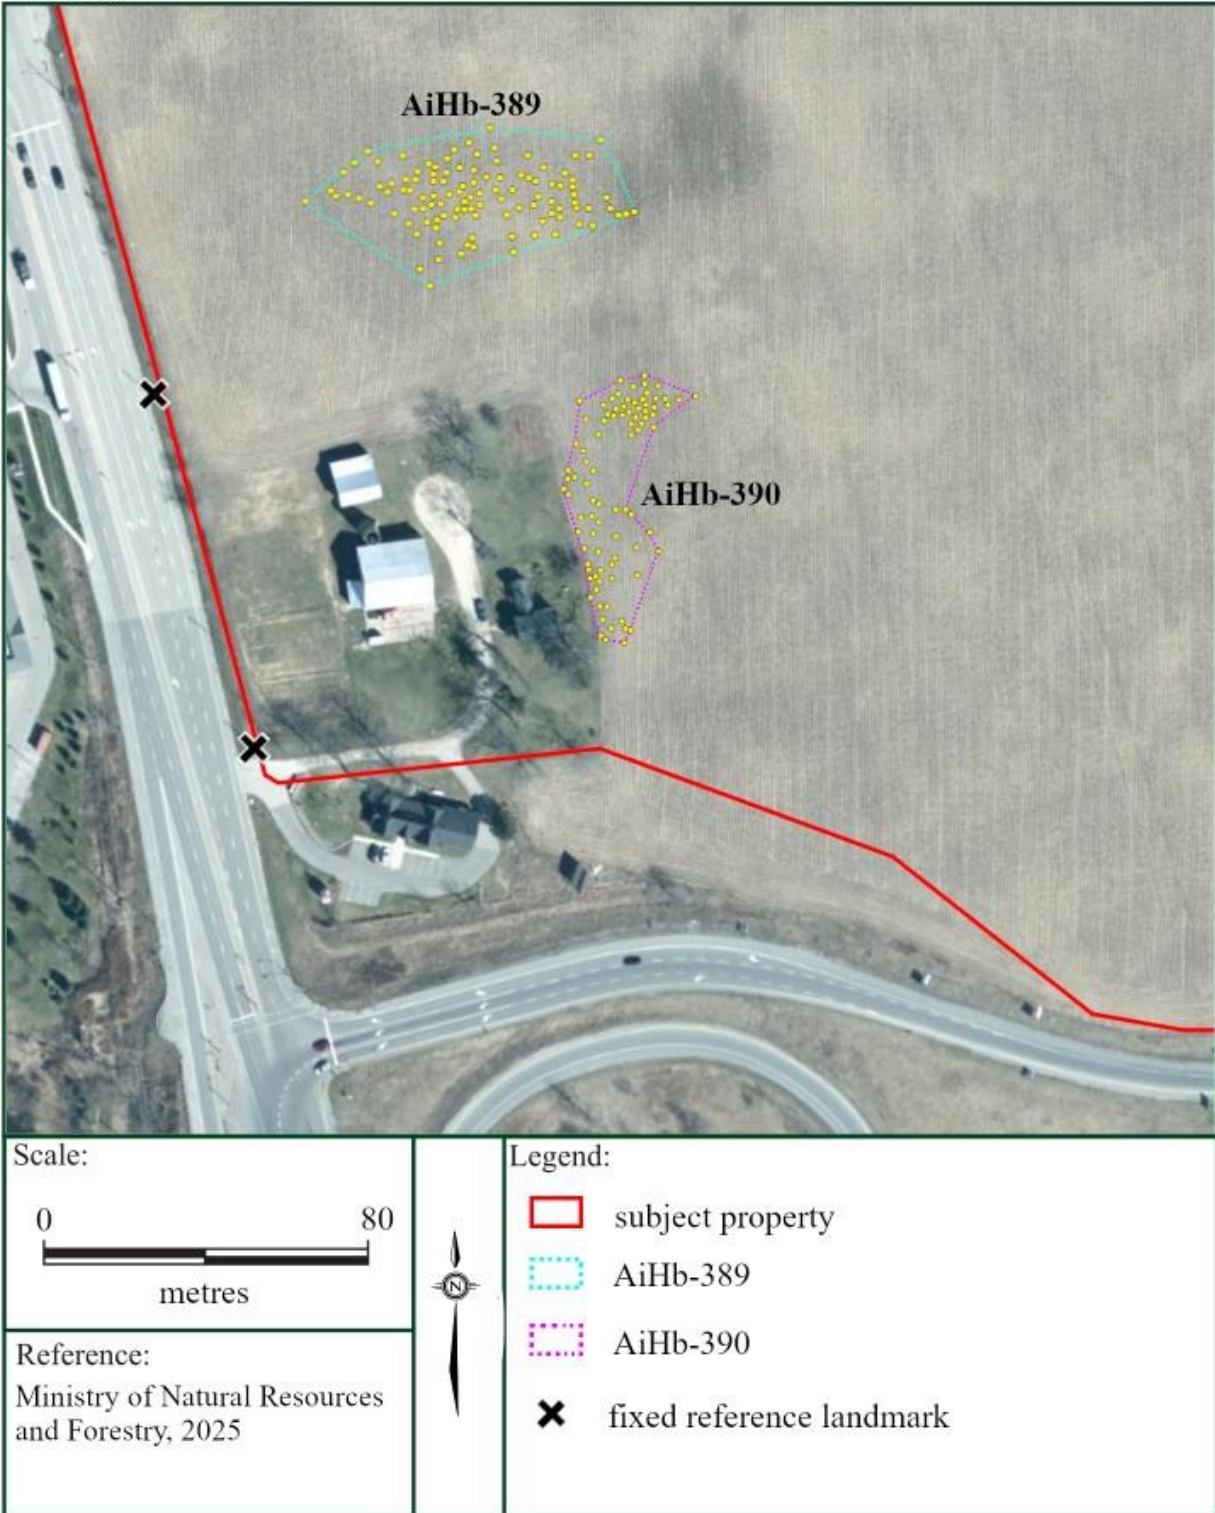 AiHb-389
AiHb-390
Scale:
0 80
metres
Reference:
Ministry of Natural Resources
and Forestry, 2025
N
Legend:
subject property
AiHb-389
AiHb-390
fixed reference landmark